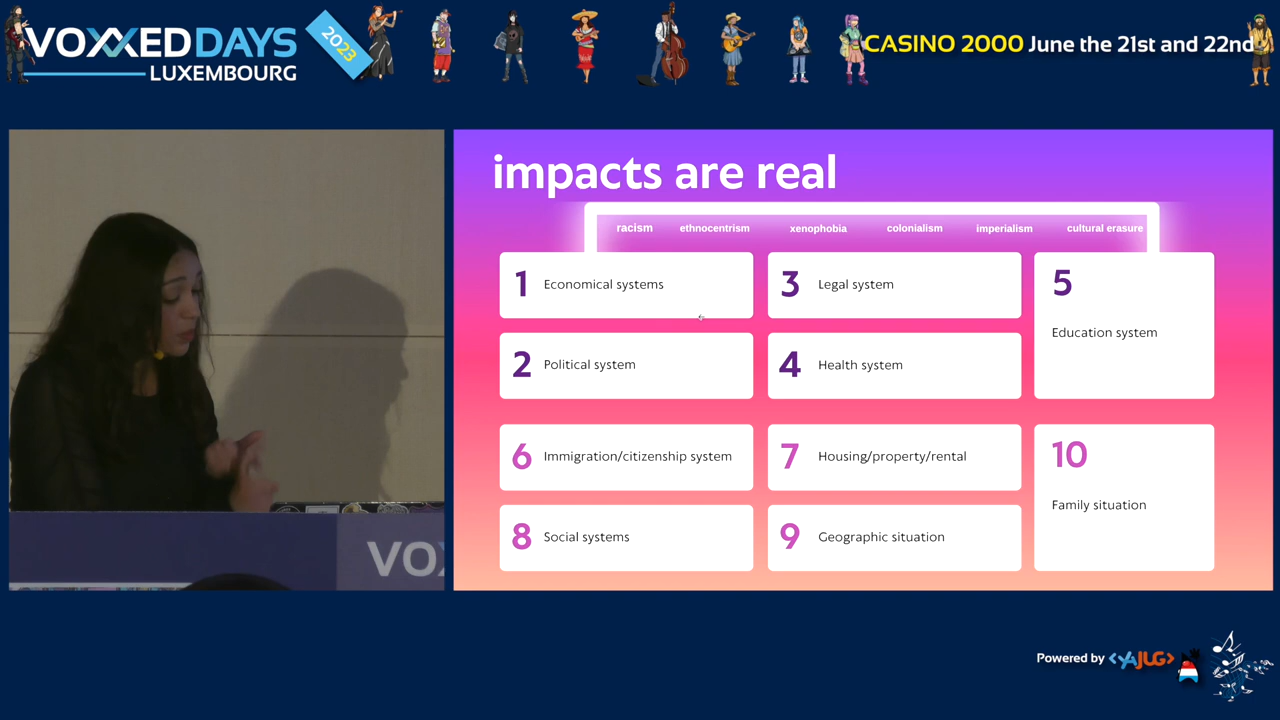 VOXXEDDAYS
LUXEMBOURG
2023
CASINO 2000 June the 21st and 22nd
impacts are real
racism ethnocentrism xenophobia colonialism imperialism cultural erasure
1 Economical systems
2 Political system
3 Legal system
4 Health system
5
Education system
6 Immigration/citizenship system
7 Housing/property/rental
8 Social systems
9 Geographic situation
10
Family situation
VOX
Powered by <YAJUG>